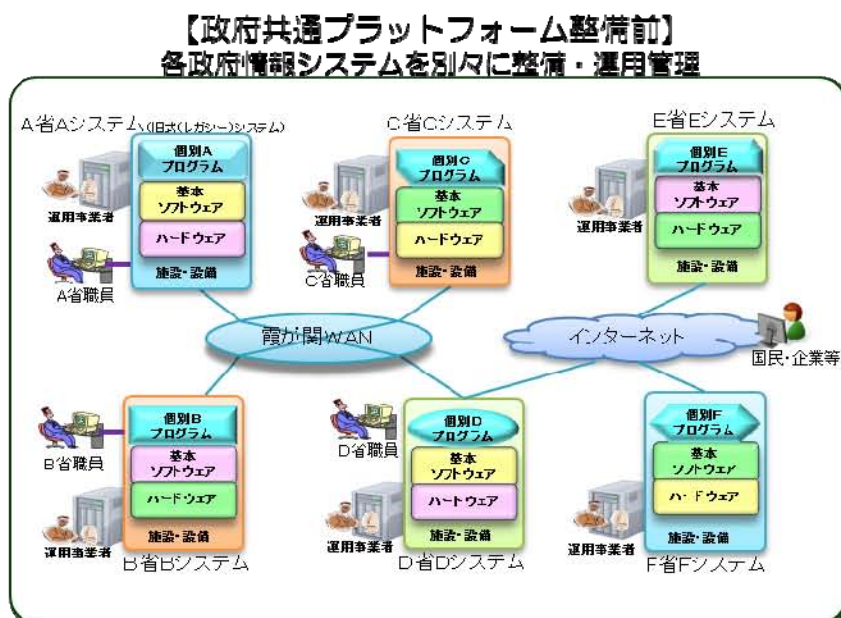 【政府共通プラットフォーム整備前】
各政府情報システムを別々に整備・運用管理
A省Aシステム(旧式(レガシー)システム)
個別A
プログラム
基本
ソフトウェア
ハードウェア
施設・設備
運用事業者
A省職員
C省Cシステム
個別C
プログラム
基本
ソフトウェア
ハードウェア
施設・設備
運用事業者
C省職員
E省Eシステム
個別E
プログラム
基本
ソフトウェア
ハードウェア
施設・設備
運用事業者
霞が関WAN
インターネット
国民・企業等
個別B
プログラム
基本
ソフトウェア
ハードウェア
施設・設備
B省職員
運用事業者
B省Bシステム
個別D
プログラム
基本
ソフトウェア
ハードウェア
施設・設備
D省職員
運用事業者
D省Dシステム
個別F
プログラム
基本
ソフトウェア
ハードウェア
施設・設備
運用事業者
F省Fシステム